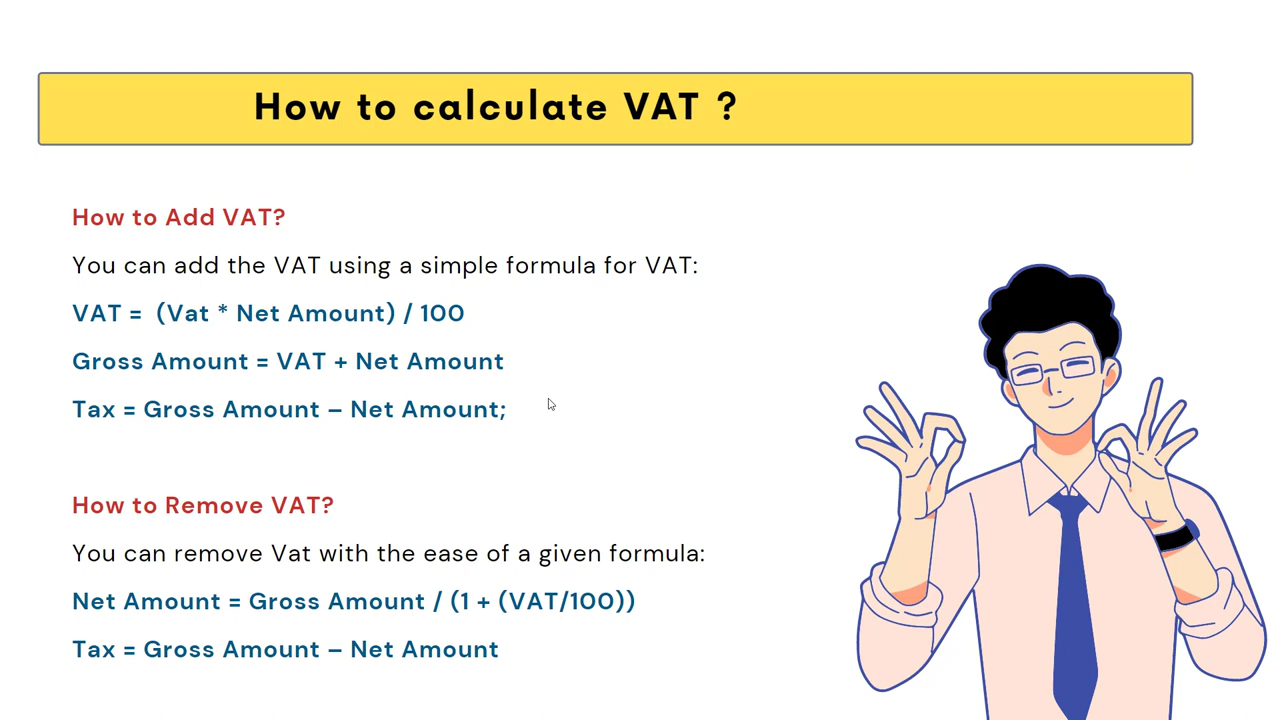 How to calculate VAT ?
How to Add VAT?
You can add the VAT using a simple formula for VAT:
VAT = (Vat * Net Amount) / 100
Gross Amount = VAT + Net Amount
Tax = Gross Amount – Net Amount;
How to Remove VAT?
You can remove Vat with the ease of a given formula:
Net Amount = Gross Amount / (1 + (VAT/100))
Tax = Gross Amount – Net Amount